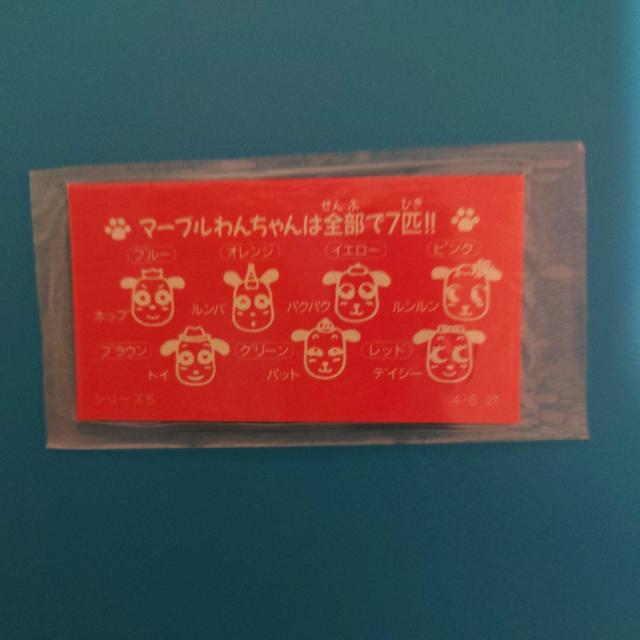 ぜんぶ ひき
マーブルわんちゃんは全部で7匹!!
ブルー オレンジ イエロー ピンク
ホップ ルンバ パクパク ルンルン
ブラウン グリーン レッド
トイ パット デイジー
シリーズ5 4-6 27